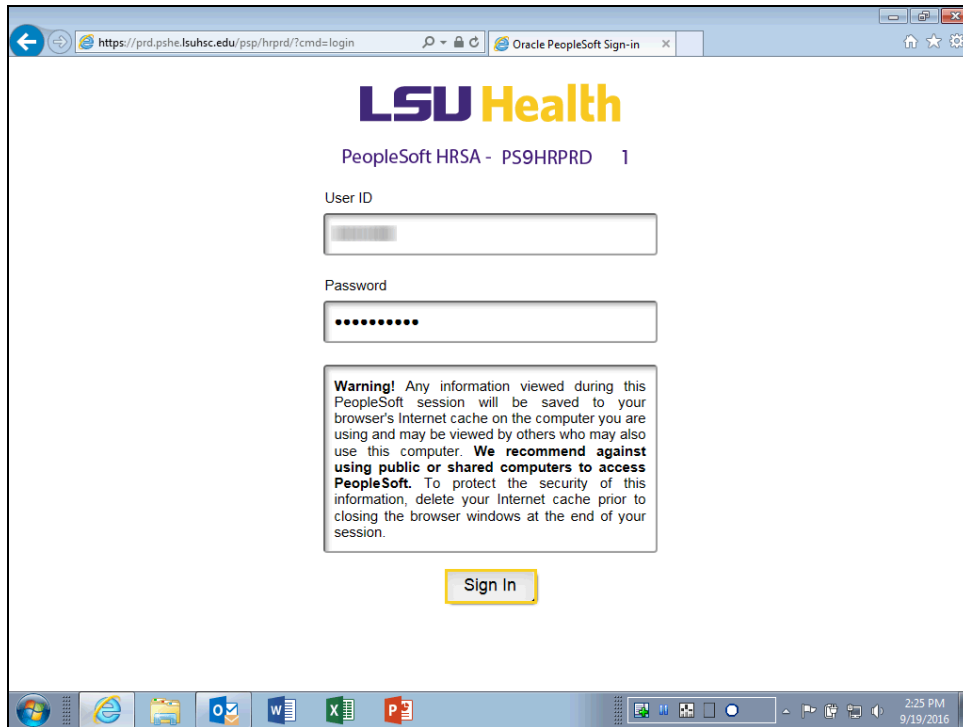 https://prd.pshe.lsuhsc.edu/psp/hrprd/?cmd=login
Oracle PeopleSoft Sign-in
LSU Health
PeopleSoft HRSA - PS9HRPRD 1
User ID
Password
Warning! Any information viewed during this
PeopleSoft session will be saved to your
browser's Internet cache on the computer you are
using and may be viewed by others who may also
use this computer. We recommend against
using public or shared computers to access
PeopleSoft. To protect the security of this
information, delete your Internet cache prior to
closing the browser windows at the end of your
session.
Sign In
2:25 PM
9/19/2016